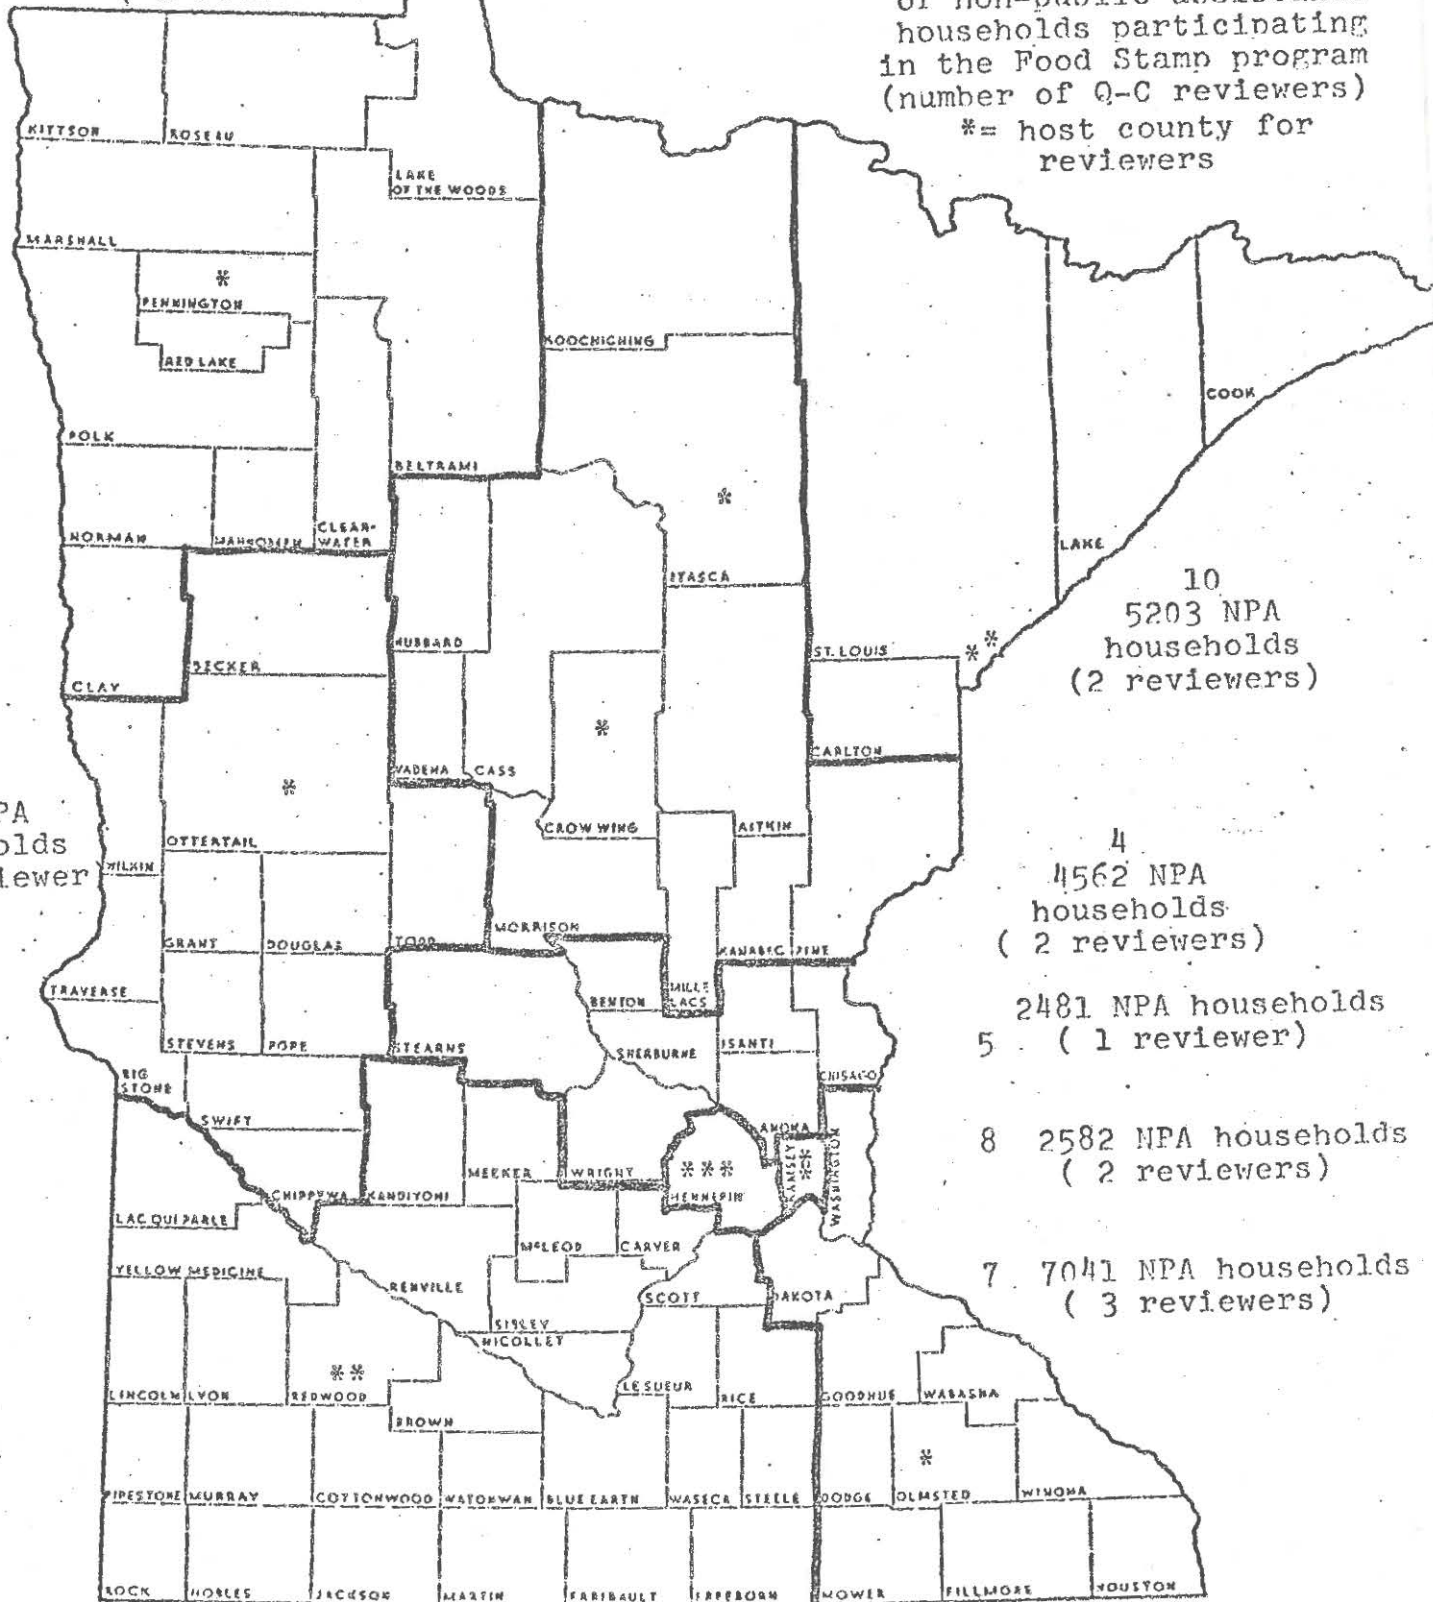 households participating
in the Food Stamp program
(number of Q-C reviewers)
*= host county for
reviewers
KITTSON
ROSEAU
LAKE
OF THE WOODS
MARSHALL
*
PENNINGTON
RED LAKE
KOOCHICHING
COOK
POLK
BELTRAMI
*
NORMAN
MAHNOMEN
CLEAR-
WATER
LAKE
ITASCA
10
5203 NPA
households
(2 reviewers)
HUBBARD
ST. LOUIS
* *
BECKER
CLAY
*
CARLTON
WADENA
CASS
*
CROW WING
AITKIN
OTTERTAIL
WILKIN
4
4562 NPA
households
( 2 reviewers)
MORRISON
GRANT
DOUGLAS
TODD
KANABEC
PINE
TRAVERSE
BENTON
MILLE
LACS
2481 NPA households
5 ( 1 reviewer)
STEVENS
POPE
STEARNS
SHERBURNE
ISANTI
BIG
STONE
CHISAGO
SWIFT
ANOKA
8 2582 NPA households
( 2 reviewers)
MEEKER
WRIGHT
* * *
HENNEPIN
RAMSEY
* *
WASHINGTON
CHIPPEWA
KANDIYOHI
LAC QUI PARLE
McLEOD
CARVER
YELLOW MEDICINE
RENVILLE
7 7041 NPA households
( 3 reviewers)
SCOTT
DAKOTA
SIBLEY
NICOLLET
* *
LINCOLN
LYON
REDWOOD
LE SUEUR
RICE
GOODHUE
WABASHA
BROWN
*
PIPESTONE
MURRAY
COTTONWOOD
WATONWAN
BLUE EARTH
WASECA
STEELE
DODGE
OLMSTED
WINONA
ROCK
NOBLES
JACKSON
MARTIN
FARIBAULT
FREEBORN
MOWER
FILLMORE
HOUSTON